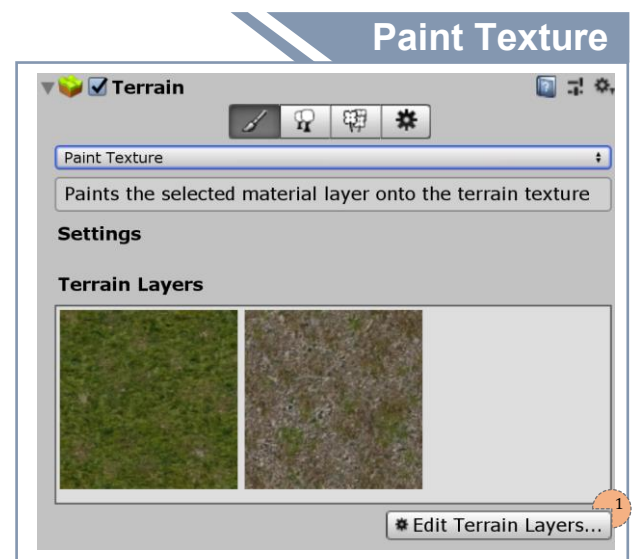 Paint Texture
Terrain
Paint Texture
Paints the selected material layer onto the terrain texture
Settings
Terrain Layers
1
Edit Terrain Layers...